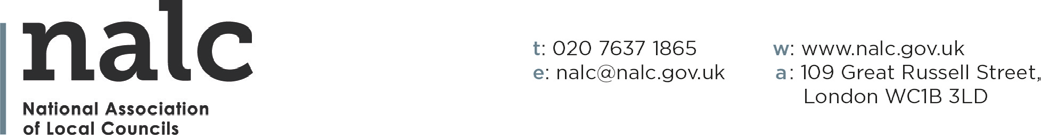 nalc
National Association
of Local Councils
t: 020 7637 1865
e: nalc@nalc.gov.uk
w: www.nalc.gov.uk
a: 109 Great Russell Street,
London WC1B 3LD